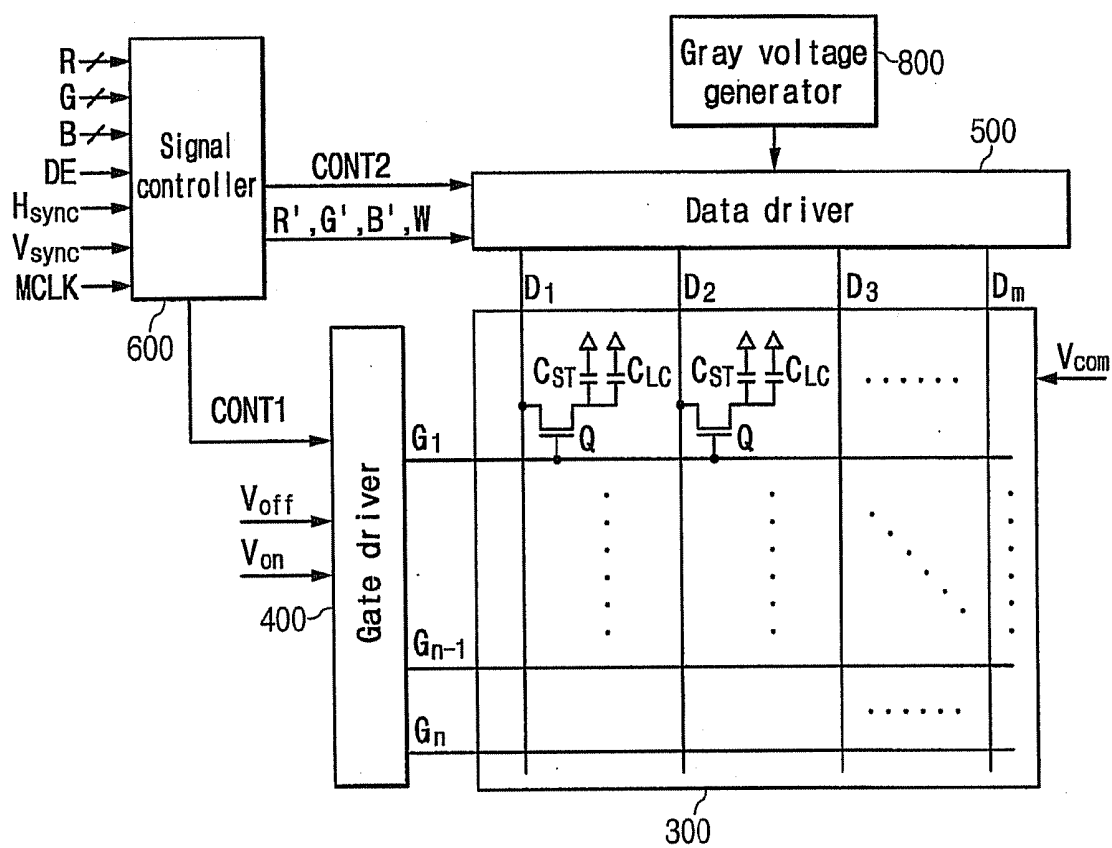 R
G
B
DE
Hsync
Vsync
MCLK
Signal
controller
600
Gray voltage
generator
800
500
CONT2
R',G',B',W
Data driver
D1
D2
D3
Dm
CST
CLC
CST
CLC
Vcom
CONT1
G1
Q
Q
Voff
Von
400
Gate driver
Gn-1
Gn
300